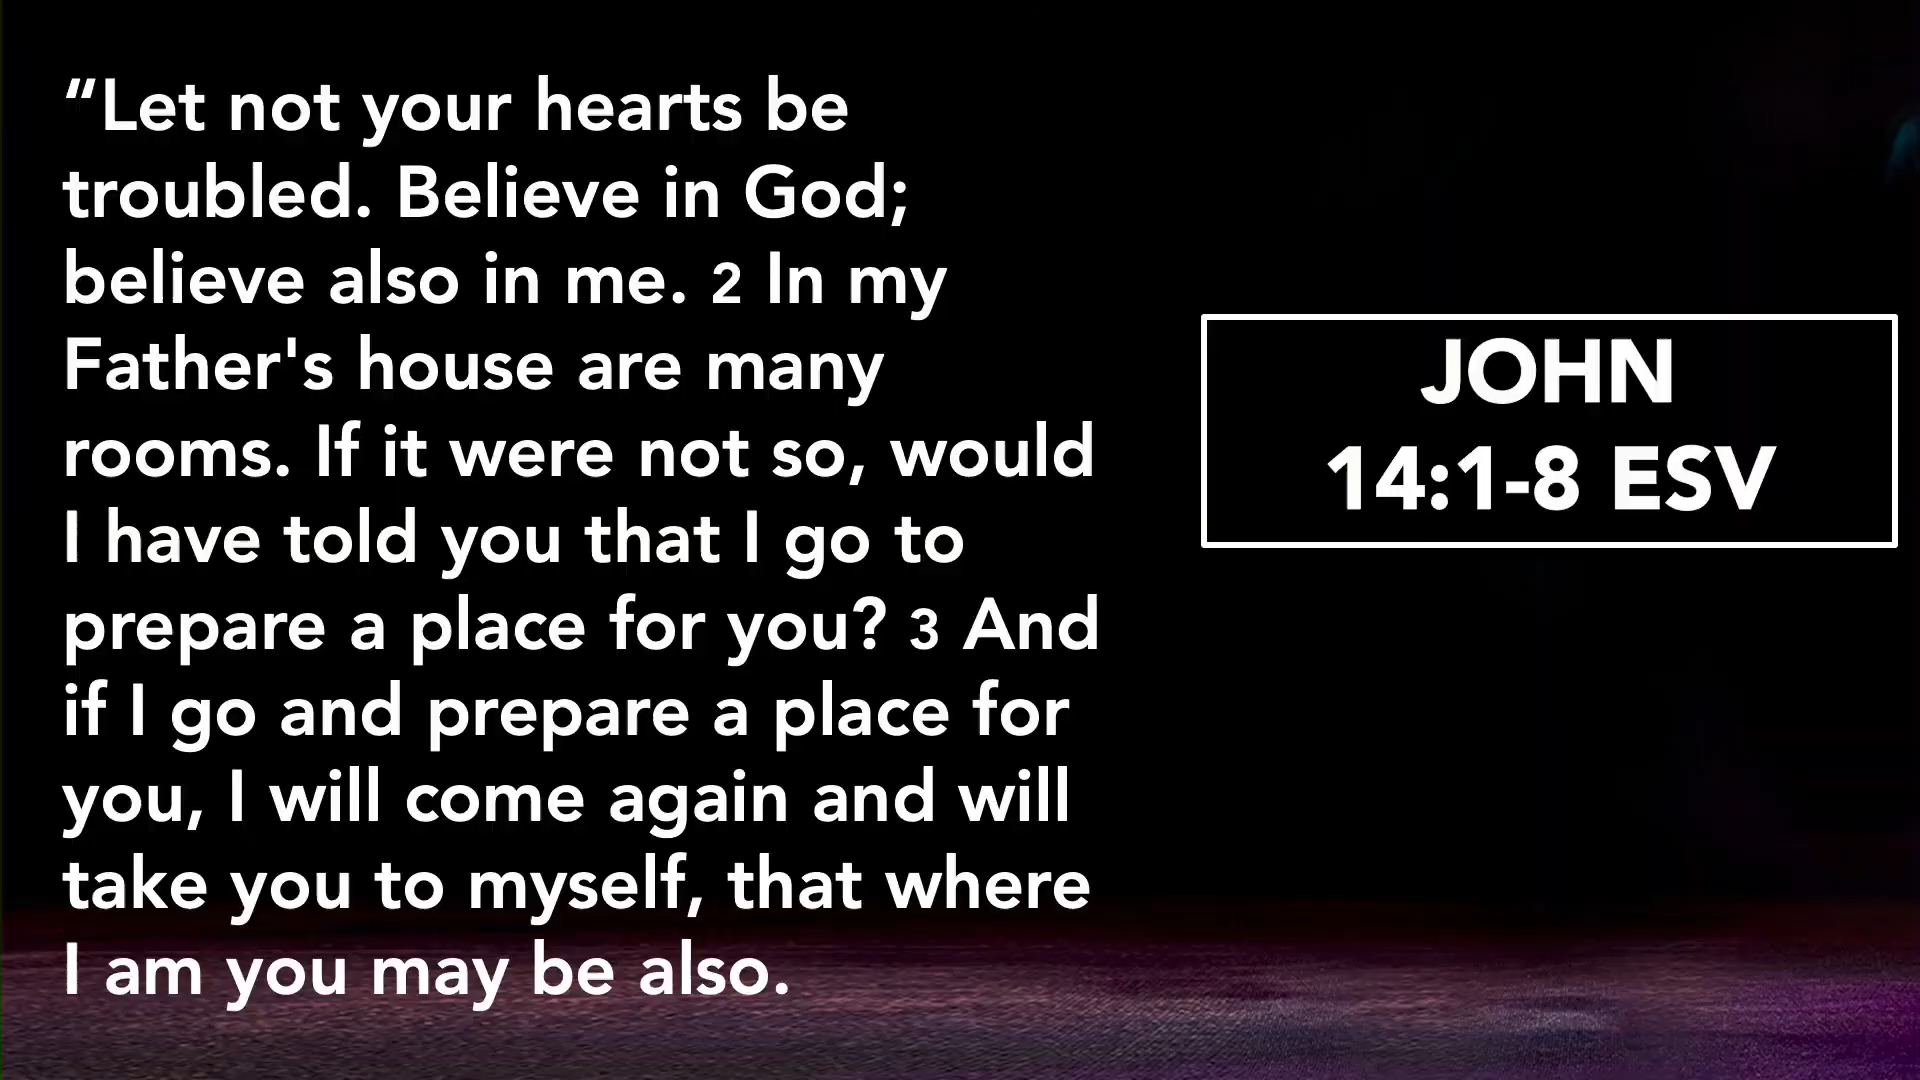 “Let not your hearts be
troubled. Believe in God;
believe also in me. 2 In my
Father's house are many
rooms. If it were not so, would
I have told you that I go to
prepare a place for you? 3 And
if I go and prepare a place for
you, I will come again and will
take you to myself, that where
I am you may be also.
JOHN
14:1-8 ESV